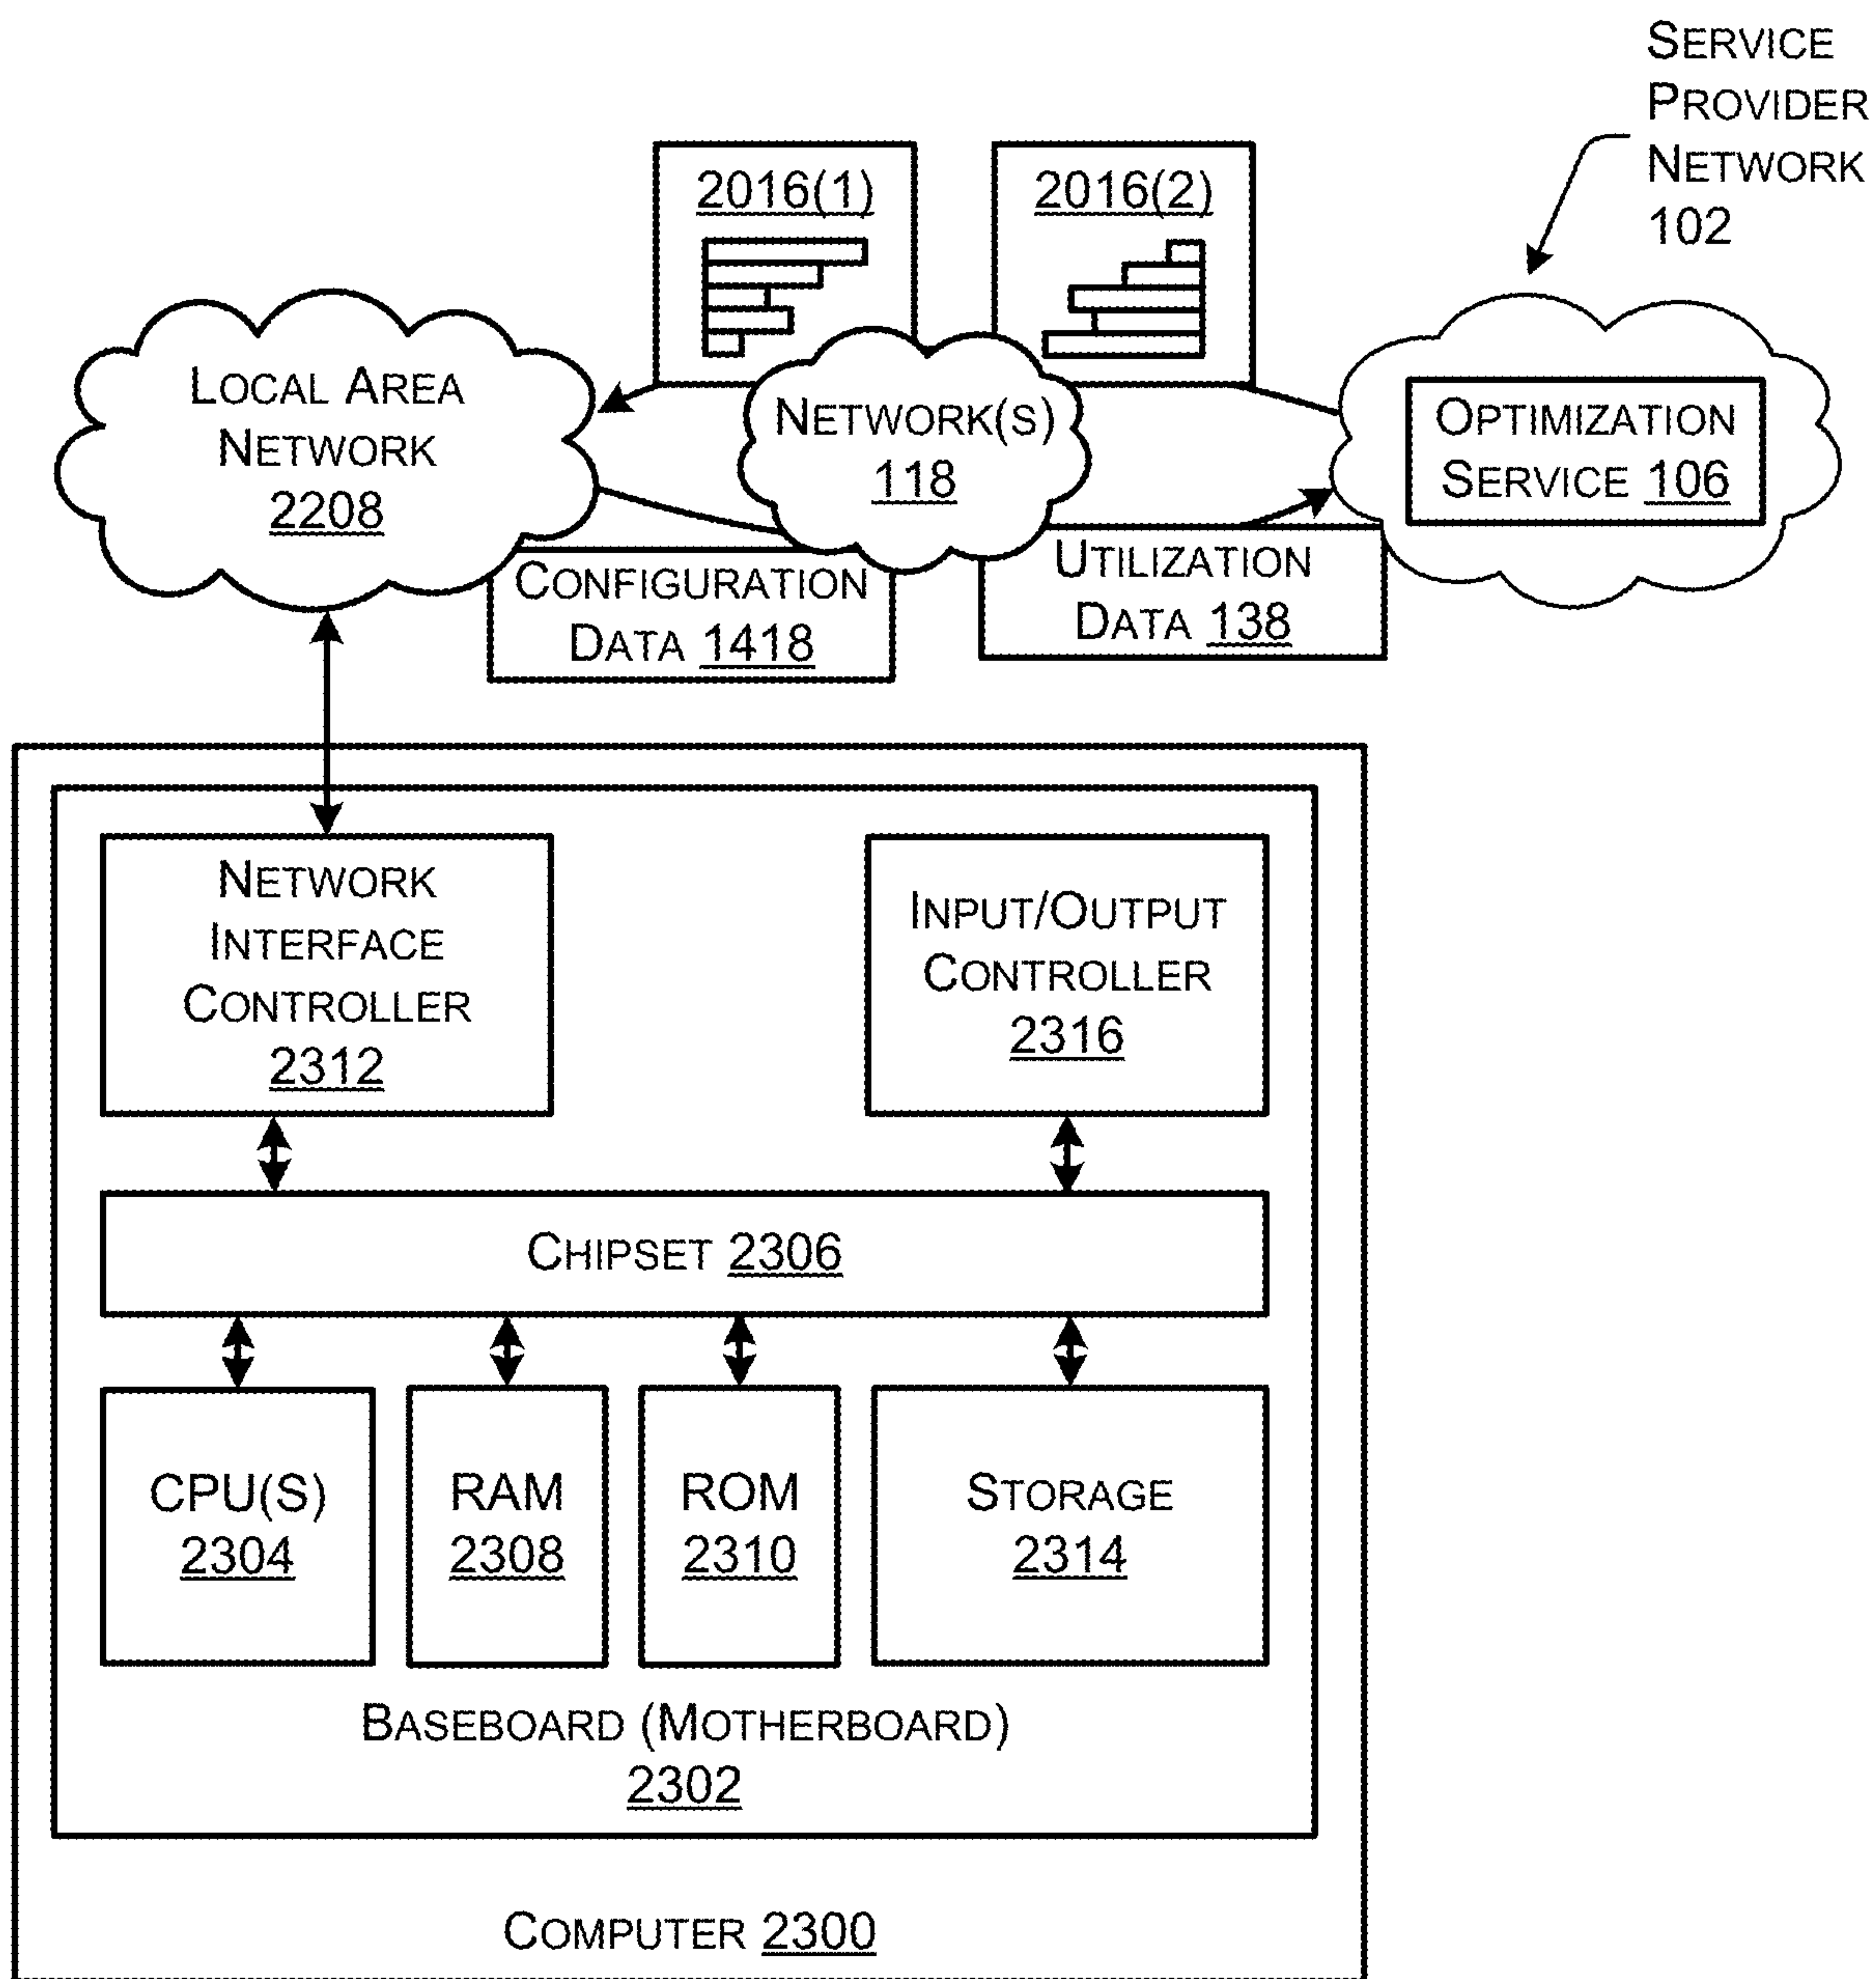 SERVICE
PROVIDER
NETWORK
102
2016(1)
2016(2)
LOCAL AREA
NETWORK
2208
NETWORK(S)
118
OPTIMIZATION
SERVICE 106
CONFIGURATION
DATA 1418
UTILIZATION
DATA 138
NETWORK
INTERFACE
CONTROLLER
2312
INPUT/OUTPUT
CONTROLLER
2316
CHIPSET 2306
CPU(S)
2304
RAM
2308
ROM
2310
STORAGE
2314
BASEBOARD (MOTHERBOARD)
2302
COMPUTER 2300